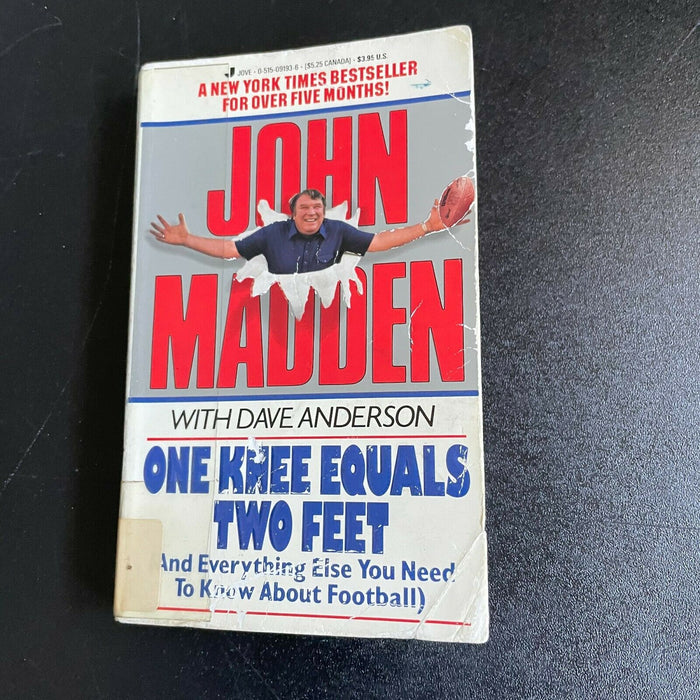 JOVE • 0-515-09193-6 • [$5.25 CANADA] • $3.95 U.S.
A NEW YORK TIMES BESTSELLER
FOR OVER FIVE MONTHS!
JOHN
MADDEN
WITH DAVE ANDERSON
ONE KNEE EQUALS
TWO FEET
(And Everything Else You Need
To Know About Football)